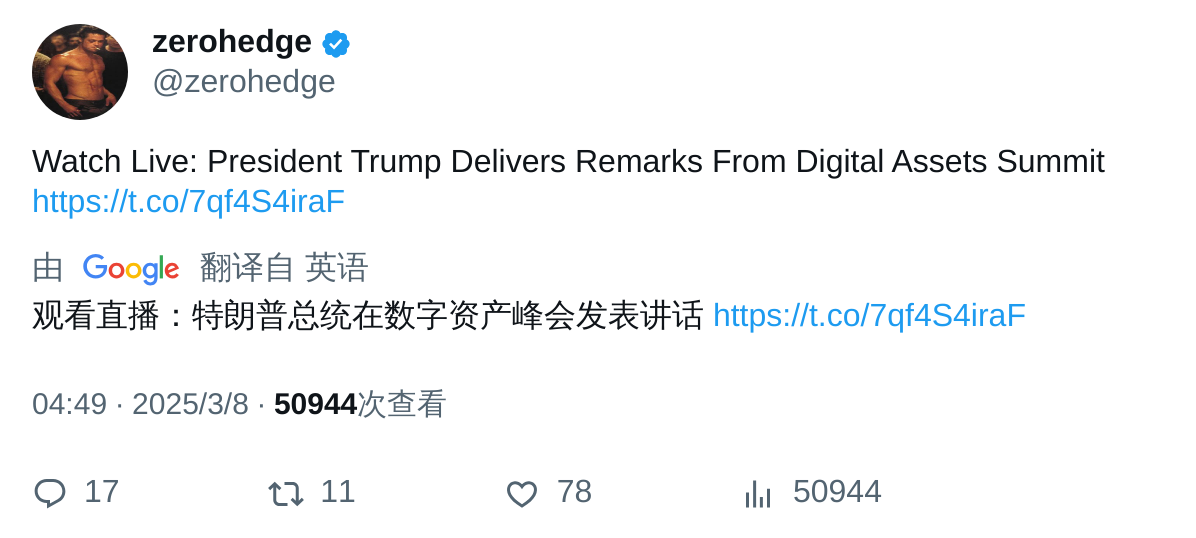 zerohedge
@zerohedge
Watch Live: President Trump Delivers Remarks From Digital Assets Summit
https://t.co/7qf4S4iraF
由 Google 翻译自 英语
观看直播：特朗普总统在数字资产峰会发表讲话 https://t.co/7qf4S4iraF
04:49 · 2025/3/8 · 50944次查看
17 11 78 50944